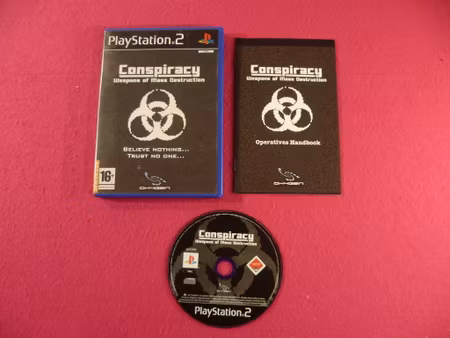 PlayStation.2
Conspiracy
Weapons of Mass Destruction
Believe nothing...
Trust no one...
16+
OXYGEN
Conspiracy
Weapons of Mass Destruction
Operatives Handbook
OXYGEN
Conspiracy
Weapons of Mass Destruction
PlayStation.2